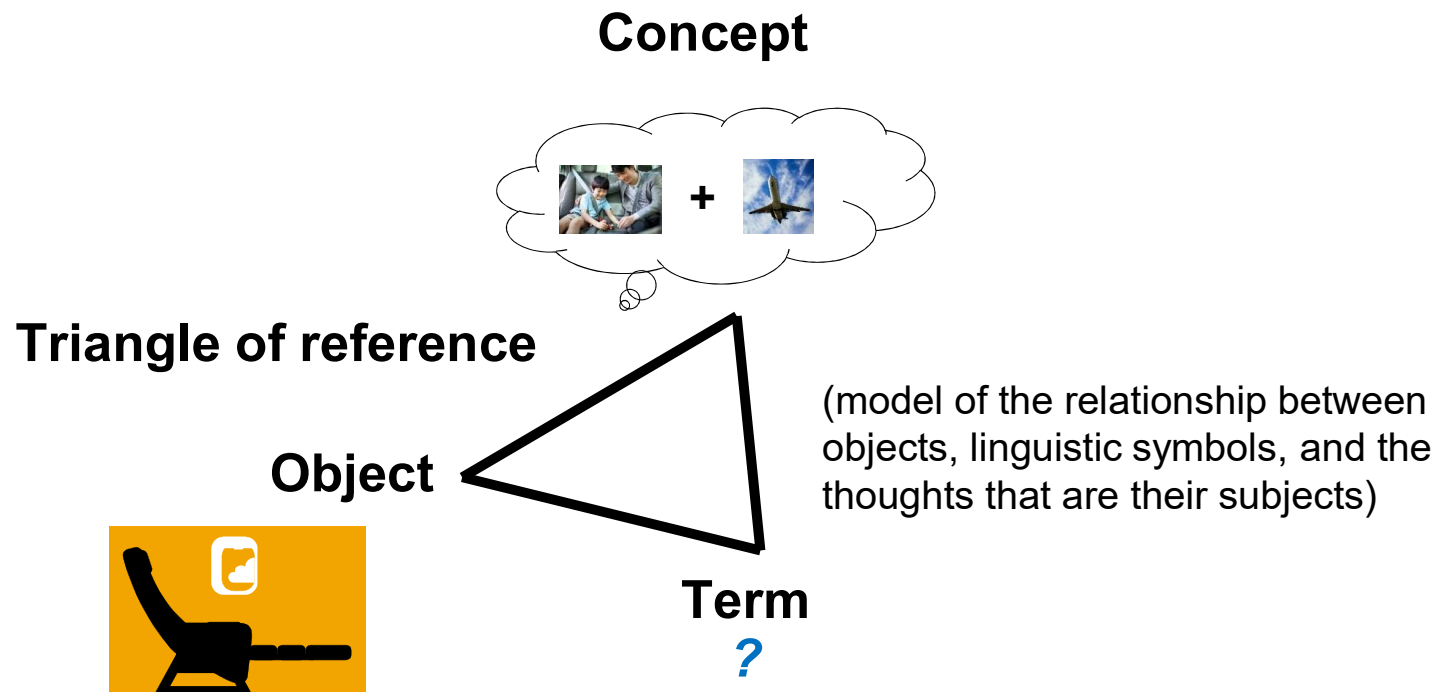 Concept
+
Triangle of reference
(model of the relationship between
objects, linguistic symbols, and the
thoughts that are their subjects)
Object
Term
?